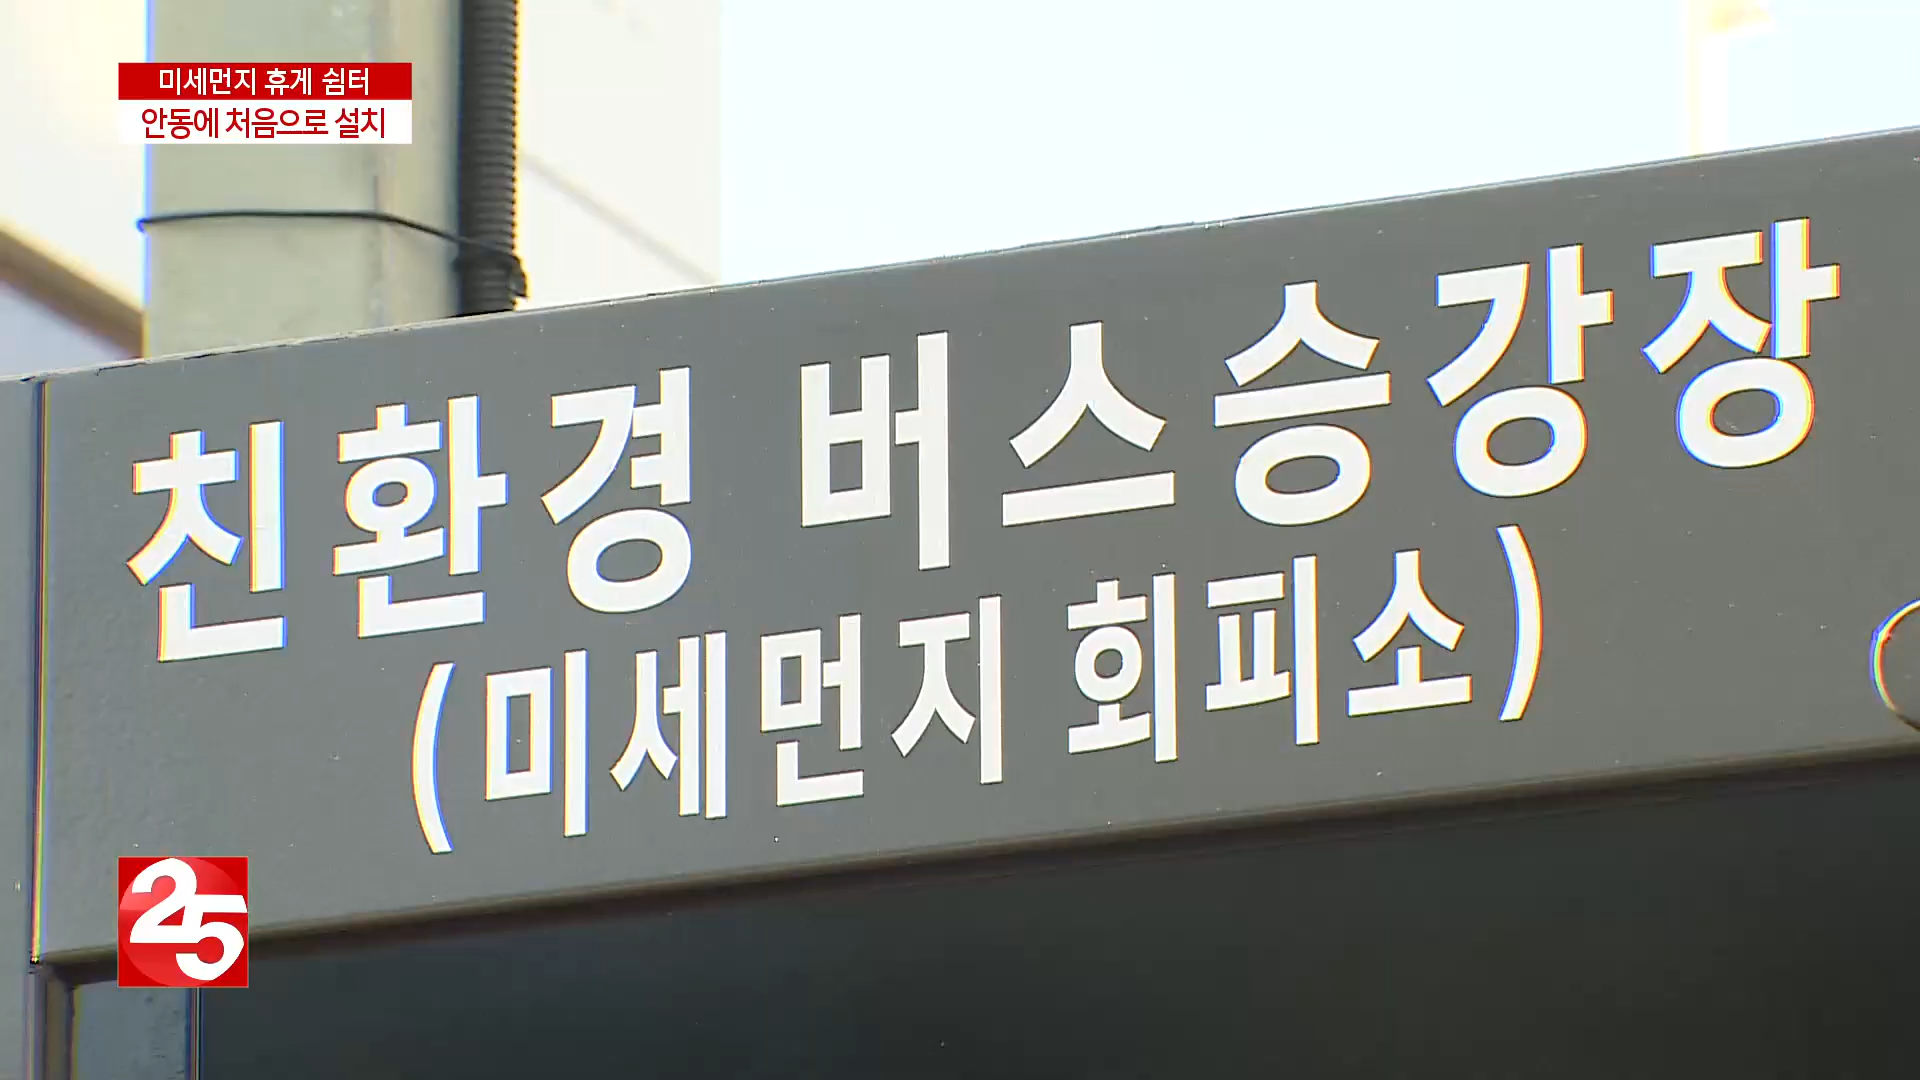 미세먼지 휴게 쉼터
안동에 처음으로 설치
친환경 버스승강장
(미세먼지 회피소)
25